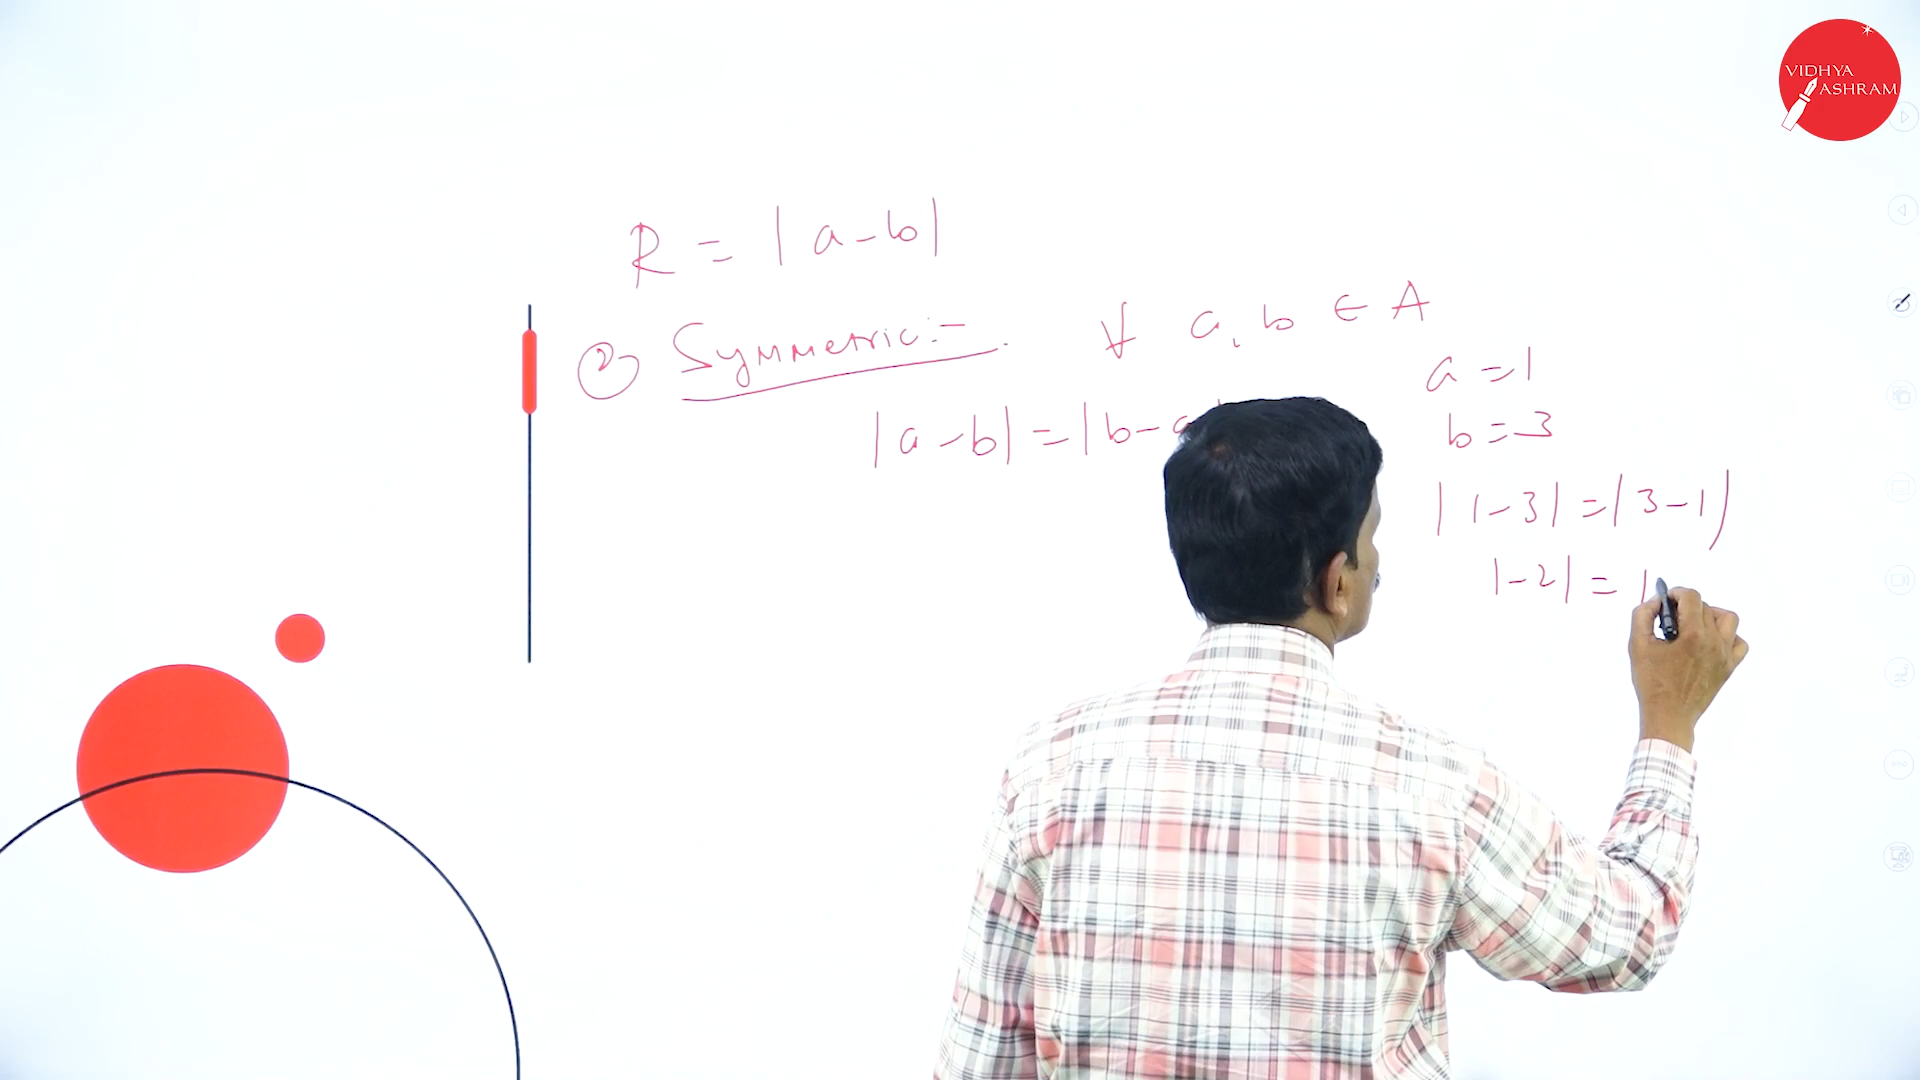 VIDHYA
ASHRAM
R = |a-b|
② Symmetric:- ∀ a, b ∈ A
a = 1
|a-b| = |b-a|
b = 3
|1-3| = |3-1|
|-2| = |